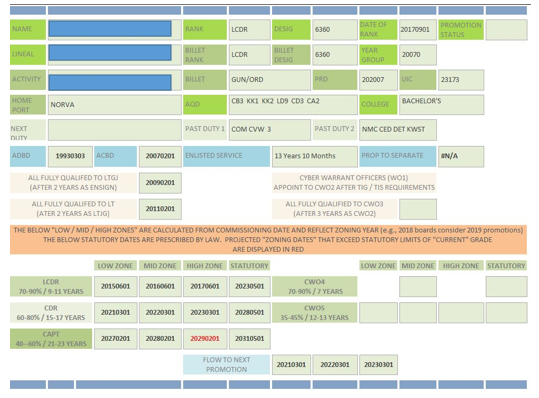 NAME RANK LCDR DESIG 6360 DATE OF RANK 20170901 PROMOTION STATUS
LINEAL BILLET RANK LCDR BILLET DESIG 6360 YEAR GROUP 20070
ACTIVITY BILLET GUN/ORD PRD 202007 UIC 23173
HOME PORT NORVA AQD CB3 KK1 KK2 LD9 CD3 CA2 COLLEGE BACHELOR'S
NEXT DUTY PAST DUTY 1 COM CVW 3 PAST DUTY 2 NMC CED DET KWST
ADBD 19930303 ACBD 20070201 ENLISTED SERVICE 13 Years 10 Months PROP TO SEPARATE #N/A
ALL FULLY QUALIFED TO LTJG
(AFTER 2 YEARS AS ENSIGN) 20090201
CYBER WARRANT OFFICERS (WO1)
APPOINT TO CWO2 AFTER TIG / TIS REQUIREMENTS
ALL FULLY QUALIFED TO LT
(ATER 2 YEARS AS LTJG) 20110201
ALL FULLY QUALIFIED TO CWO3
(AFTER 3 YEARS AS CWO2)
THE BELOW "LOW / MID / HIGH ZONES" ARE CALCULATED FROM COMMISSIONING DATE AND REFLECT ZONING YEAR (e.g., 2018 boards consider 2019 promotions)
THE BELOW STATUTORY DATES ARE PRESCRIBED BY LAW. PROJECTED "ZONING DATES" THAT EXCEED STATUTORY LIMITS OF "CURRENT" GRADE
ARE DISPLAYED IN RED
LOW ZONE MID ZONE HIGH ZONE STATUTORY LOW ZONE MID ZONE HIGH ZONE STATUTORY
LCDR
70-90% / 9-11 YEARS 20150601 20160601 20170601 20230501
CWO4
70-90% / 7 YEARS
CDR
60-80% / 15-17 YEARS 20210301 20220301 20230301 20280501
CWO5
35-45% / 12-13 YEARS
CAPT
40--60% / 21-23 YEARS 20270201 20280201 20290201 20310501
FLOW TO NEXT
PROMOTION 20210301 20220301 20230301